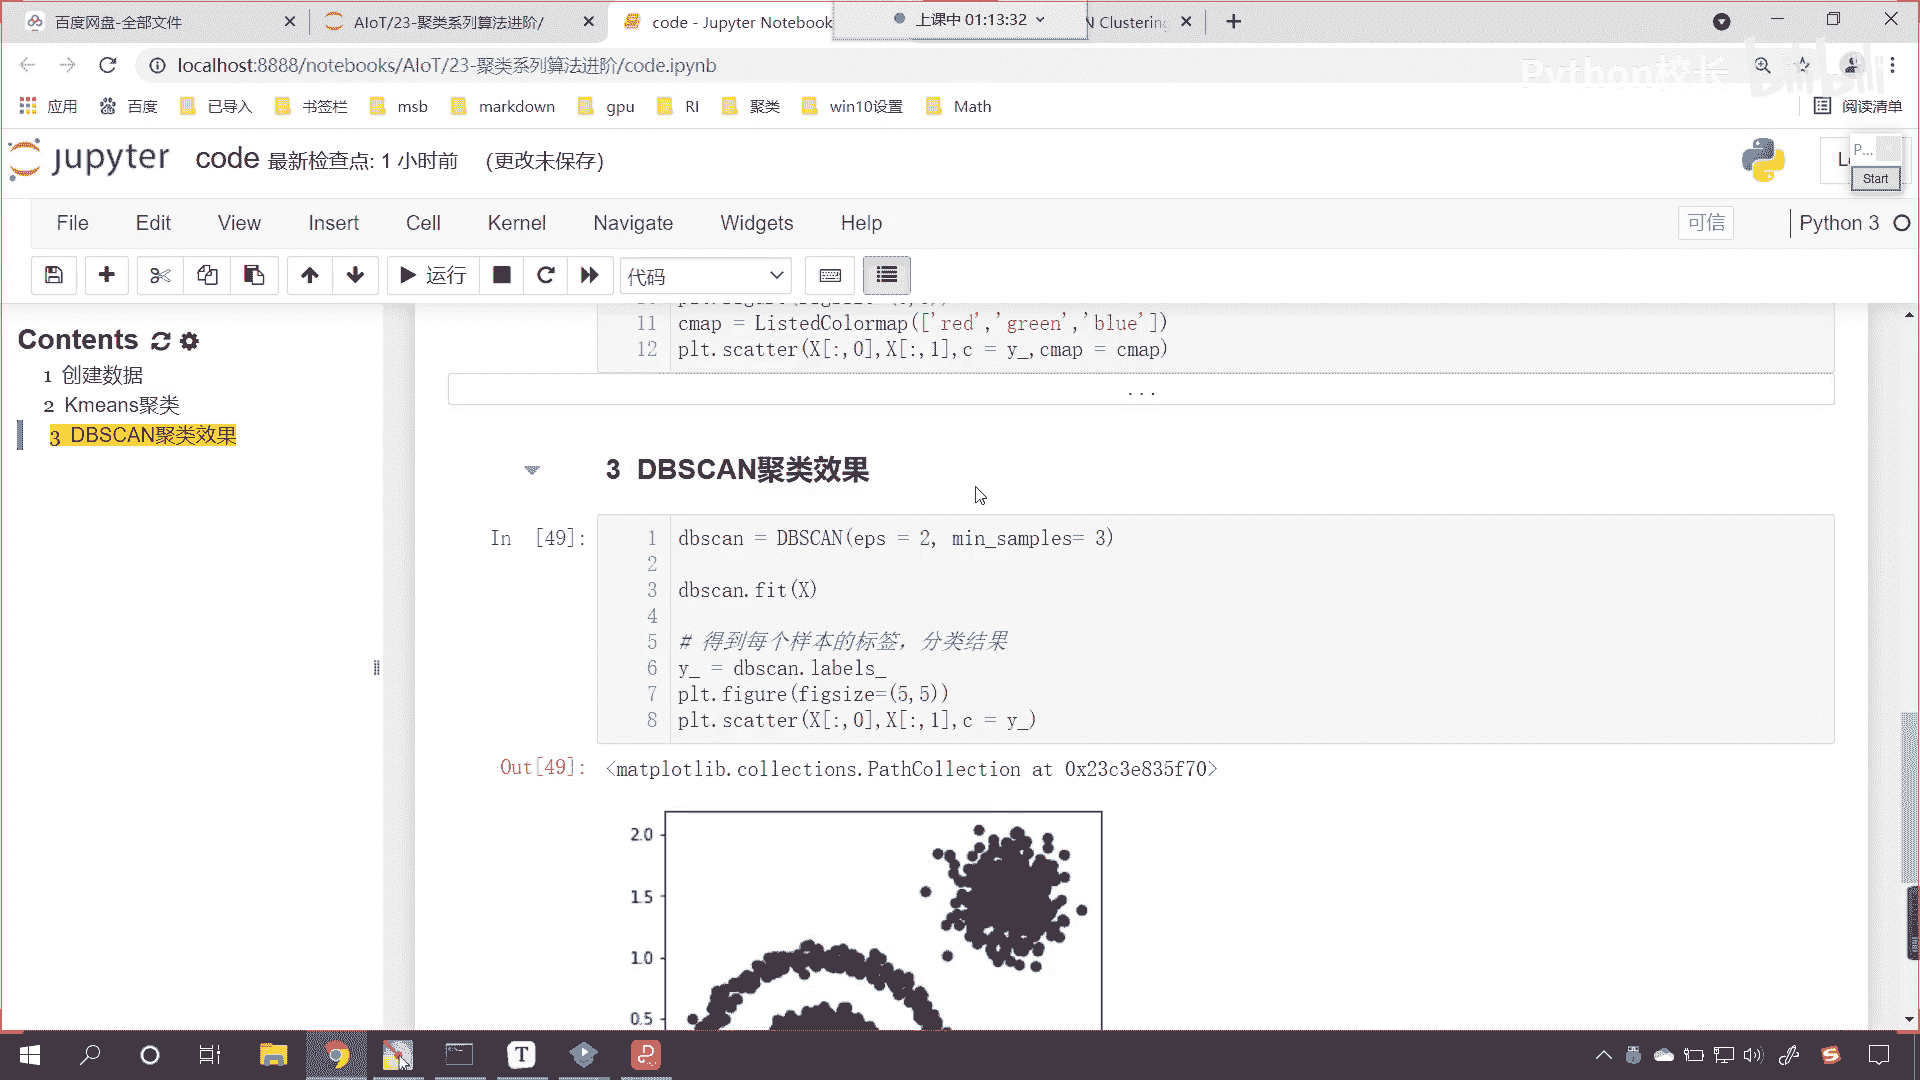 百度网盘-全部文件
AIoT/23-聚类系列算法进阶/
code - Jupyter Notebook
上课中 01:13:32
N Clustering
localhost:8888/notebooks/AIoT/23-聚类系列算法进阶/code.ipynb
Python校长
bilibili
应用
百度
已导入
书签栏
msb
markdown
gpu
RI
聚类
win10设置
Math
阅读清单
jupyter
code 最新检查点: 1 小时前 (更改未保存)
P...
Start
File Edit View Insert Cell Kernel Navigate Widgets Help
可信
Python 3
运行
代码
Contents
1 创建数据
2 Kmeans聚类
3 DBSCAN聚类效果
11 cmap = ListedColormap(['red','green','blue'])
12 plt.scatter(X[:,0],X[:,1],c = y_,cmap = cmap)
...
3 DBSCAN聚类效果
In [49]:
1 dbscan = DBSCAN(eps = 2, min_samples= 3)
2
3 dbscan.fit(X)
4
5 # 得到每个样本的标签，分类结果
6 y_ = dbscan.labels_
7 plt.figure(figsize=(5,5))
8 plt.scatter(X[:,0],X[:,1],c = y_)
Out[49]: <matplotlib.collections.PathCollection at 0x23c3e835f70>
2.0
1.5
1.0
0.5